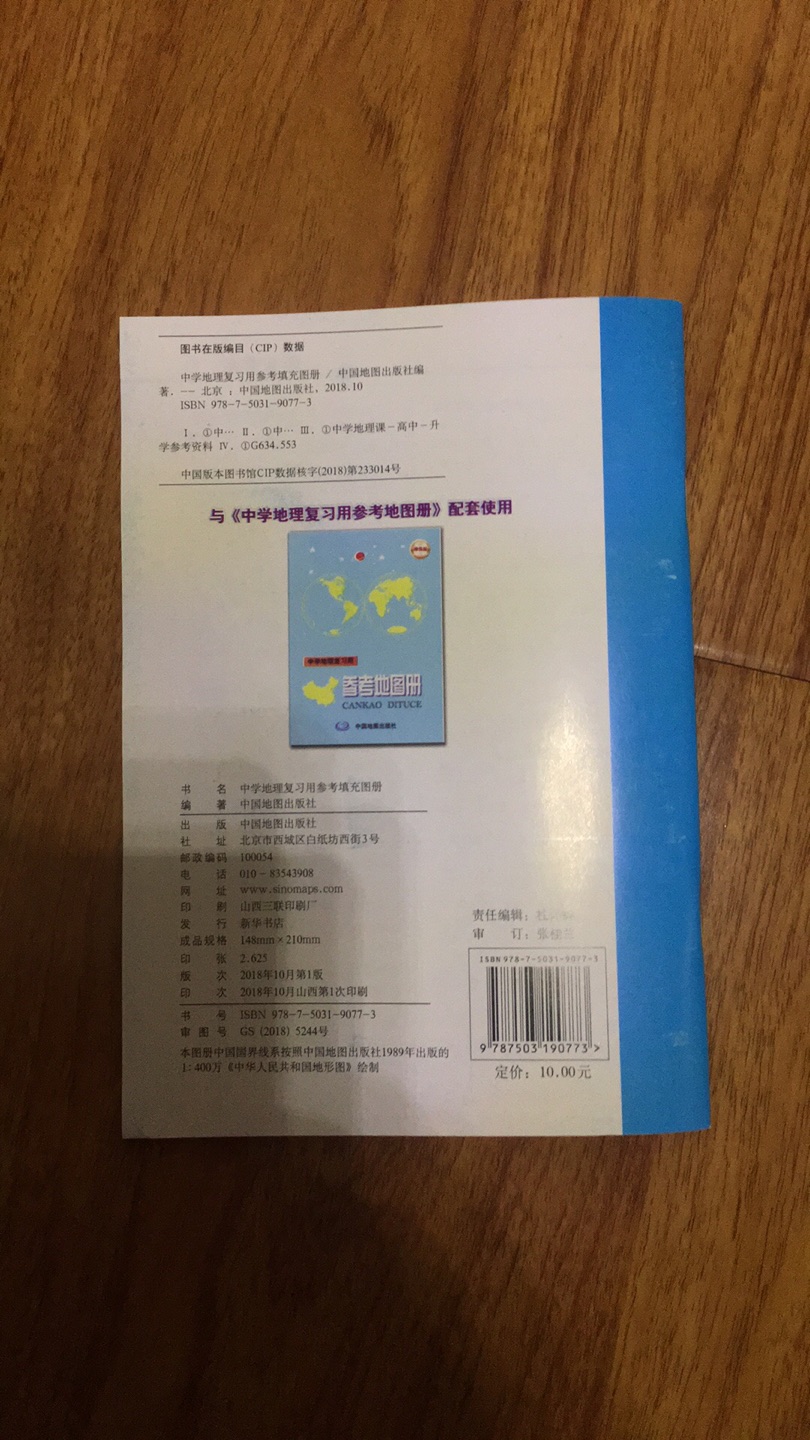 图书在版编目(CIP)数据
中学地理复习用参考填充图册 / 中国地图出版社编
著. -- 北京 : 中国地图出版社, 2018.10
ISBN 978-7-5031-9077-3
Ⅰ. ①中… Ⅱ. ①中… Ⅲ. ①中学地理课-高中-升
学参考资料 Ⅳ. ①G634.553
中国版本图书馆CIP数据核字(2018)第233014号
与《中学地理复习用参考地图册》配套使用
中学地理复习用
参考地图册
CANKAO DITUCE
中国地图出版社
书 名 中学地理复习用参考填充图册
编 著 中国地图出版社
出 版 中国地图出版社
社 址 北京市西城区白纸坊西街3号
邮政编码 100054
电 话 010-83543908
网 址 www.sinomaps.com
印 刷 山西三联印刷厂
发 行 新华书店
成品规格 148mm×210mm
印 张 2.625
版 次 2018年10月第1版
印 次 2018年10月山西第1次印刷
书 号 ISBN 978-7-5031-9077-3
审 图 号 GS (2018) 5244号
本图册中国国界线系按照中国地图出版社1989年出版的
1:400万《中华人民共和国地形图》绘制
责任编辑:
审 订: 张
ISBN 978-7-5031-9077-3
9 787503 190773 >
定价: 10.00元